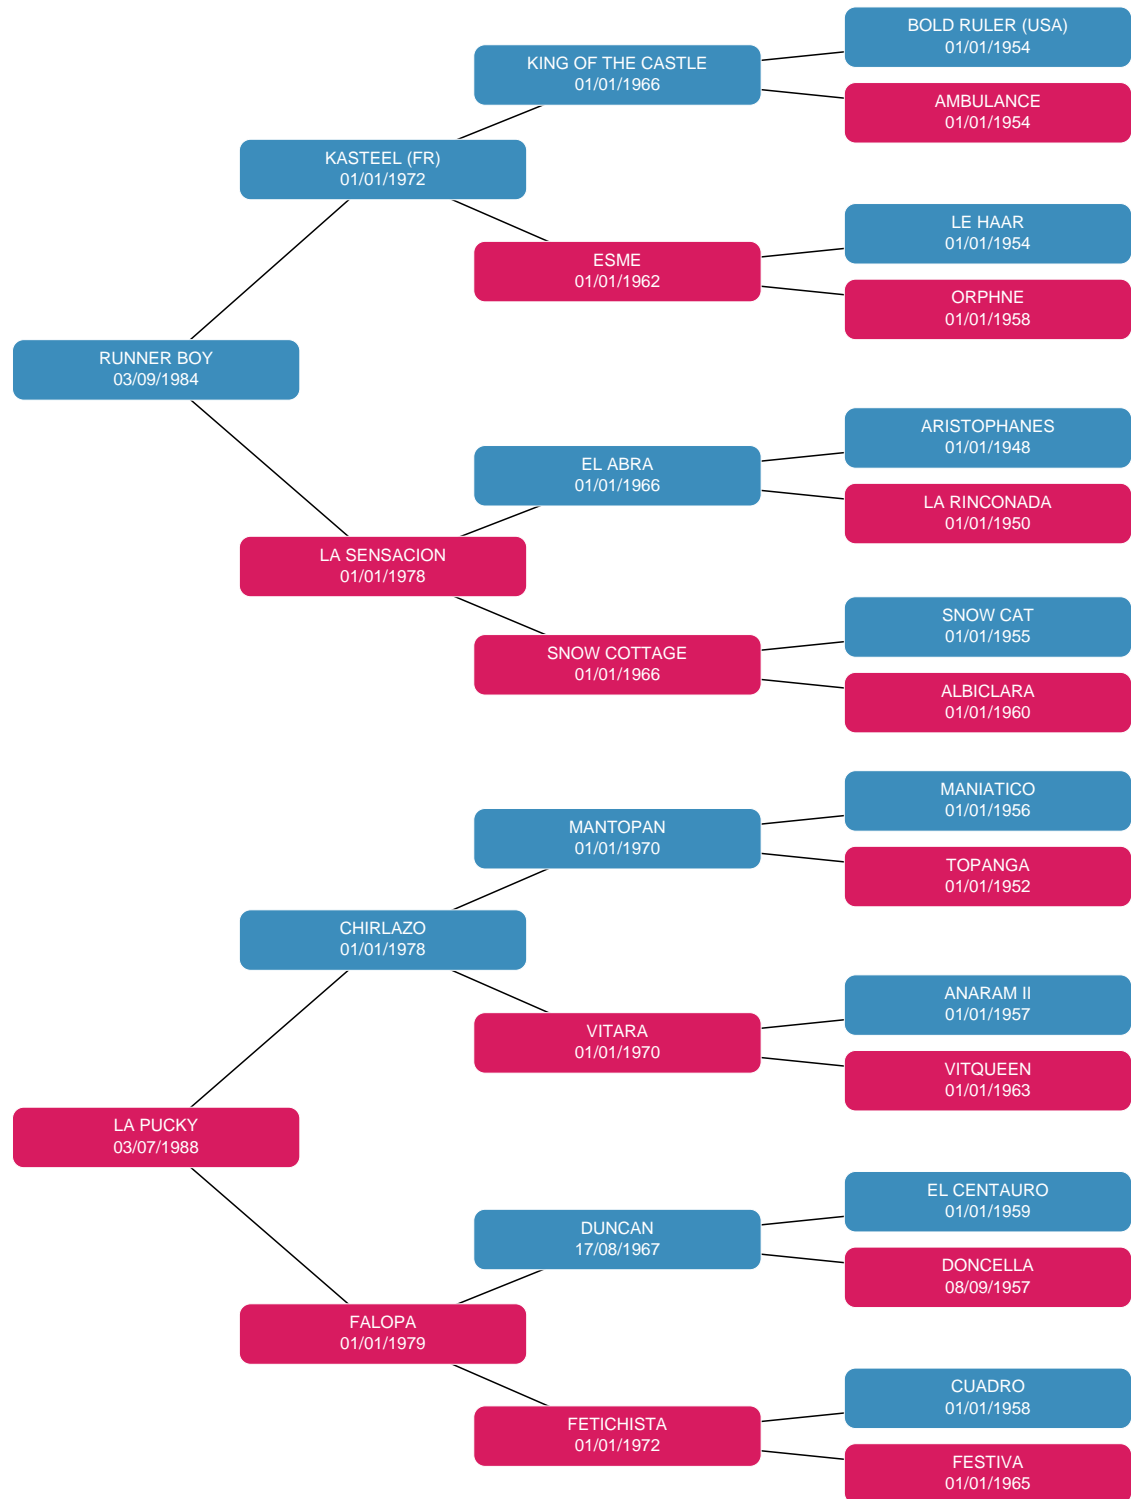 BOLD RULER (USA)
01/01/1954
KING OF THE CASTLE
01/01/1966
AMBULANCE
01/01/1954
KASTEEL (FR)
01/01/1972
LE HAAR
01/01/1954
ESME
01/01/1962
ORPHNE
01/01/1958
RUNNER BOY
03/09/1984
ARISTOPHANES
01/01/1948
EL ABRA
01/01/1966
LA RINCONADA
01/01/1950
LA SENSACION
01/01/1978
SNOW CAT
01/01/1955
SNOW COTTAGE
01/01/1966
ALBICLARA
01/01/1960
MANIATICO
01/01/1956
MANTOPAN
01/01/1970
TOPANGA
01/01/1952
CHIRLAZO
01/01/1978
ANARAM II
01/01/1957
VITARA
01/01/1970
VITQUEEN
01/01/1963
LA PUCKY
03/07/1988
EL CENTAURO
01/01/1959
DUNCAN
17/08/1967
DONCELLA
08/09/1957
FALOPA
01/01/1979
CUADRO
01/01/1958
FETICHISTA
01/01/1972
FESTIVA
01/01/1965